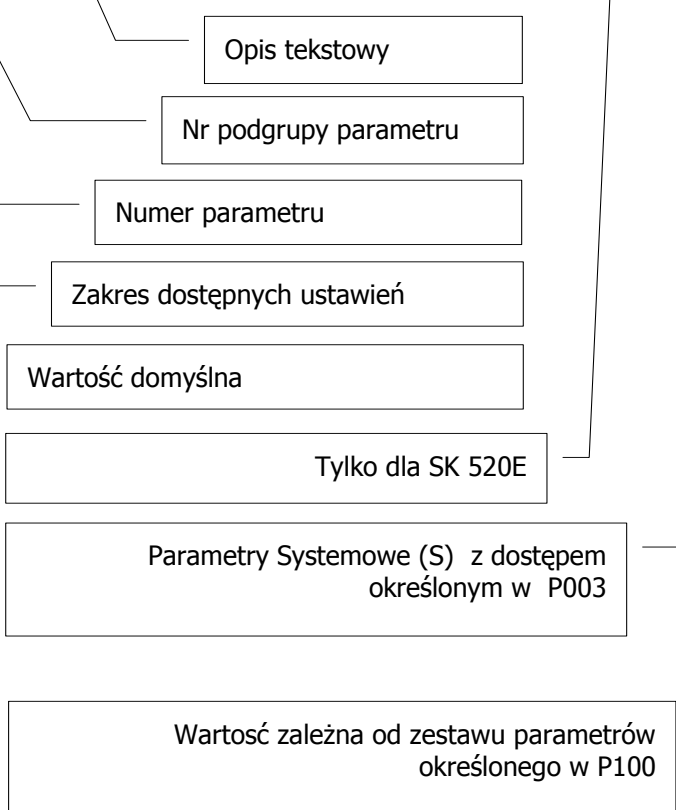 Opis tekstowy
Nr podgrupy parametru
Numer parametru
Zakres dostępnych ustawień
Wartość domyślna
Tylko dla SK 520E
Parametry Systemowe (S) z dostępem
określonym w P003
Wartosć zależna od zestawu parametrów
określonego w P100